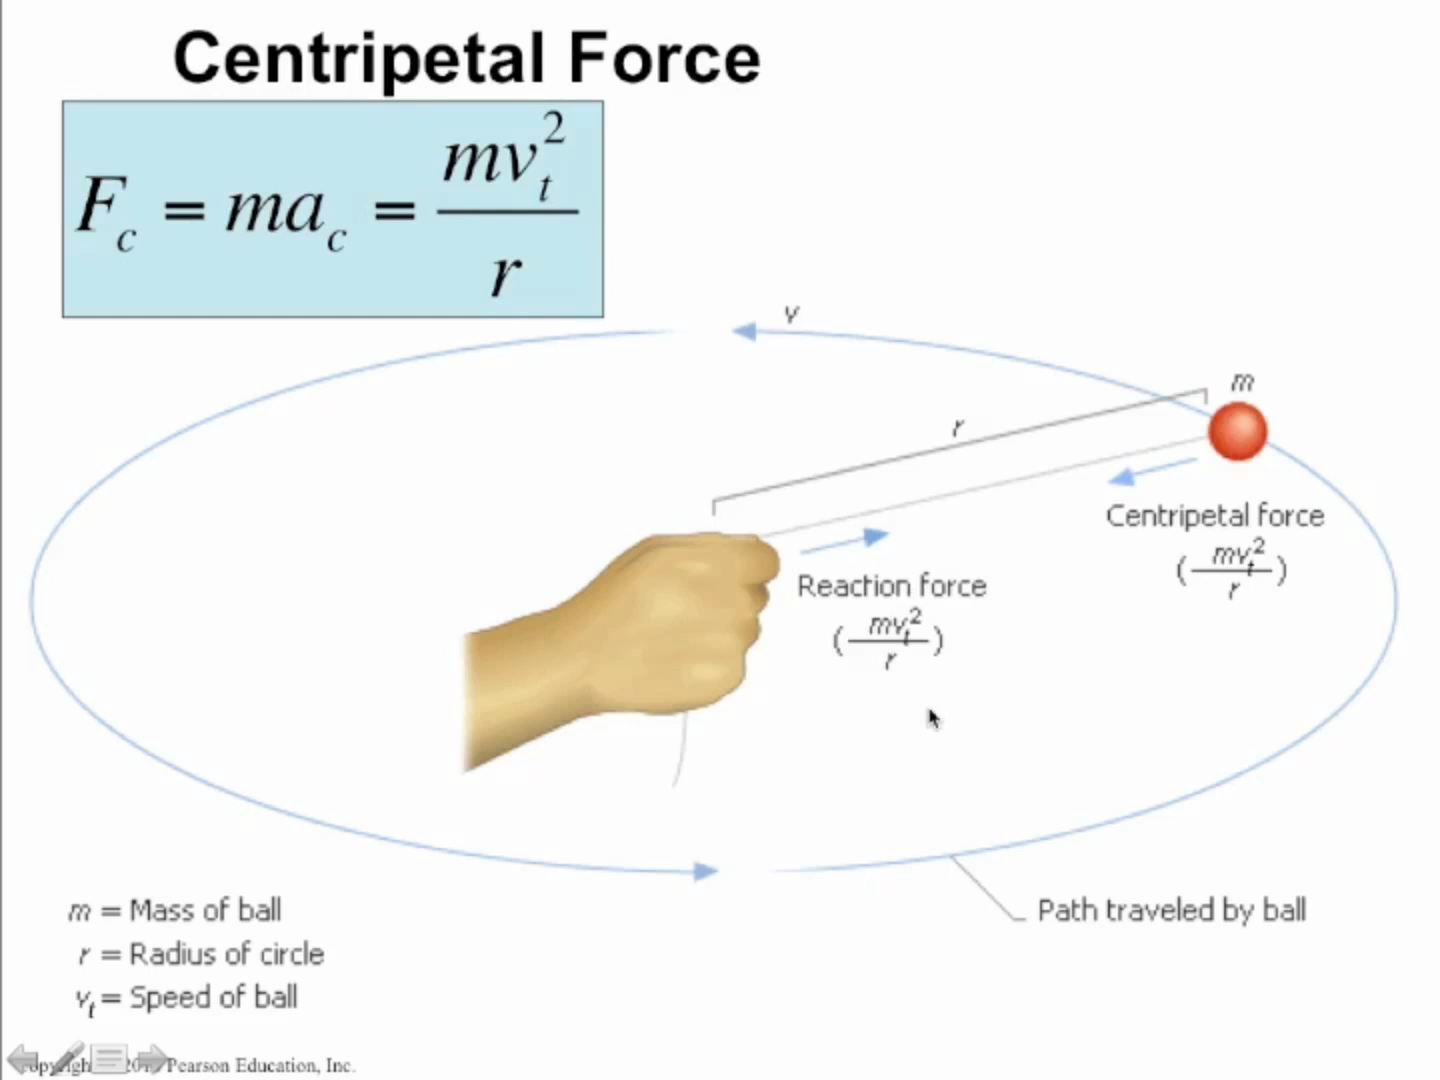 Centripetal Force
F_c = ma_c = mv_t^2 / r
v
m
r
Centripetal force
(mv_t^2 / r)
Reaction force
(mv_t^2 / r)
m = Mass of ball
r = Radius of circle
v_t = Speed of ball
Path traveled by ball
Pearson Education, Inc.